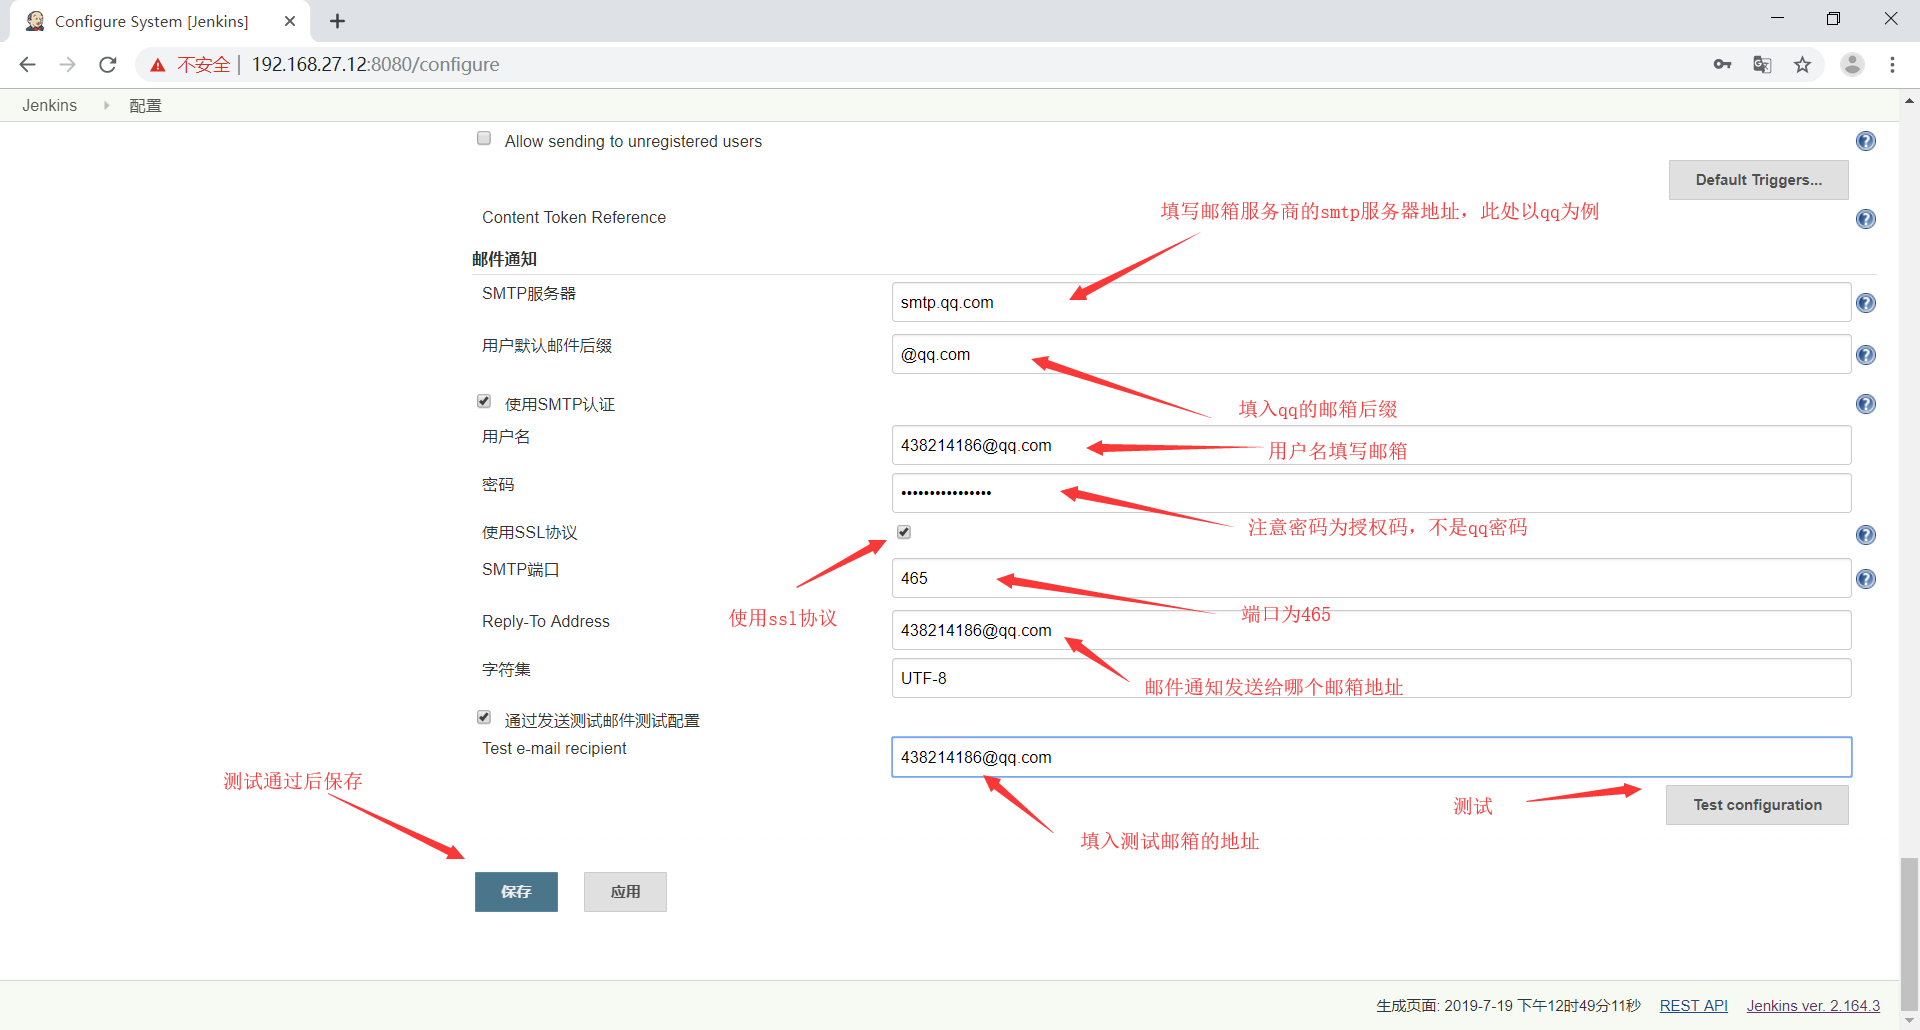 Configure System [Jenkins]
不安全 | 192.168.27.12:8080/configure
Jenkins 配置
Allow sending to unregistered users
Default Triggers...
填写邮箱服务商的smtp服务器地址，此处以qq为例
Content Token Reference
邮件通知
SMTP服务器
smtp.qq.com
用户默认邮件后缀
@qq.com
使用SMTP认证
填入qq的邮箱后缀
用户名
438214186@qq.com
用户名填写邮箱
密码
••••••••••••••••
注意密码为授权码，不是qq密码
使用SSL协议
SMTP端口
465
端口为465
使用ssl协议
Reply-To Address
438214186@qq.com
字符集
UTF-8
邮件通知发送给哪个邮箱地址
通过发送测试邮件测试配置
Test e-mail recipient
438214186@qq.com
测试通过后保存
测试
Test configuration
填入测试邮箱的地址
保存
应用
生成页面: 2019-7-19 下午12时49分11秒 REST API Jenkins ver. 2.164.3